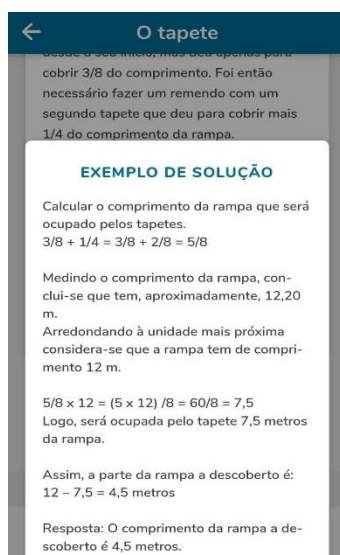 O tapete
desde o seu início, mas deu apenas para
cobrir 3/8 do comprimento. Foi então
necessário fazer um remendo com um
segundo tapete que deu para cobrir mais
1/4 do comprimento da rampa.
EXEMPLO DE SOLUÇÃO
Calcular o comprimento da rampa que será
ocupado pelos tapetes.
3/8 + 1/4 = 3/8 + 2/8 = 5/8
Medindo o comprimento da rampa, con-
clui-se que tem, aproximadamente, 12,20
m.
Arredondando à unidade mais próxima
considera-se que a rampa tem de compri-
mento 12 m.
5/8 x 12 = (5 x 12) /8 = 60/8 = 7,5
Logo, será ocupada pelo tapete 7,5 metros
da rampa.
Assim, a parte da rampa a descoberto é:
12 – 7,5 = 4,5 metros
Resposta: O comprimento da rampa a de-
scoberto é 4,5 metros.